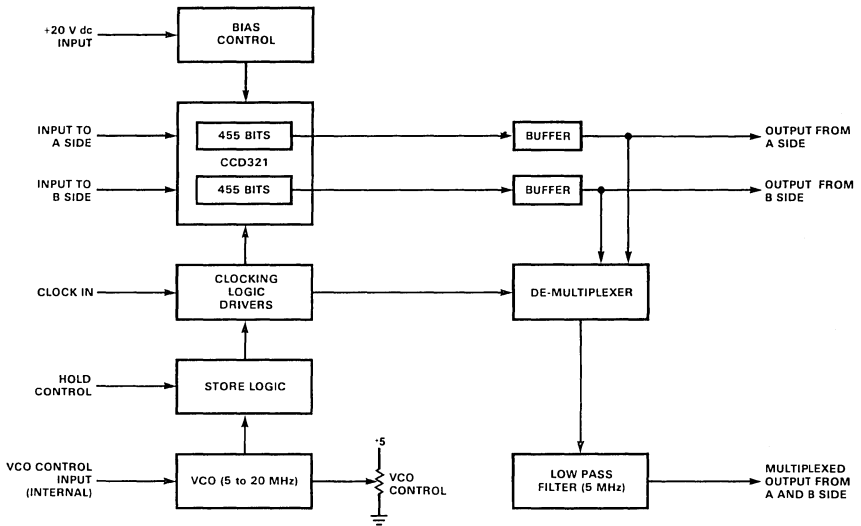 +20 V dc
INPUT
BIAS
CONTROL
INPUT TO
A SIDE
455 BITS
CCD321
BUFFER
OUTPUT FROM
A SIDE
INPUT TO
B SIDE
455 BITS
BUFFER
OUTPUT FROM
B SIDE
CLOCK IN
CLOCKING
LOGIC
DRIVERS
DE-MULTIPLEXER
HOLD
CONTROL
STORE LOGIC
+5
VCO CONTROL
INPUT
(INTERNAL)
VCO (5 to 20 MHz)
VCO
CONTROL
LOW PASS
FILTER (5 MHz)
MULTIPLEXED
OUTPUT FROM
A AND B SIDE